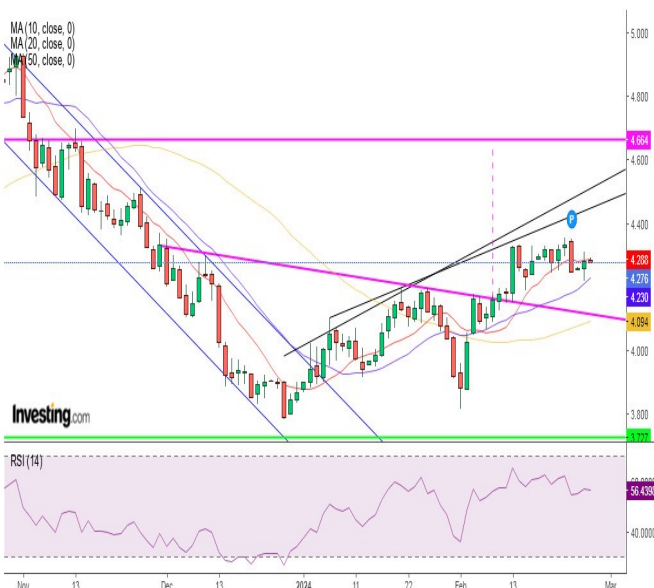 MA (10, close, 0)
MA (20, close, 0)
MA (50, close, 0)
5.000
4.800
4.664
4.600
4.400
P
4.288
4.276
4.230
4.094
4.000
3.800
3.727
Investing.com
RSI (14)
56.439
40.0000
Nov
13
Dec
13
2024
11
22
Feb
13
Mar